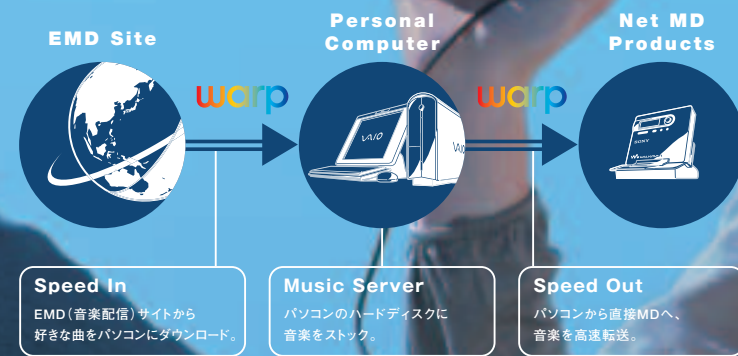 EMD Site
Personal
Computer
Net MD
Products
warp
warp
VAIO
VAIO
SONY
WALKMAN
Speed In
EMD（音楽配信）サイトから
好きな曲をパソコンにダウンロード。
Music Server
パソコンのハードディスクに
音楽をストック。
Speed Out
パソコンから直接MDへ、
音楽を高速転送。